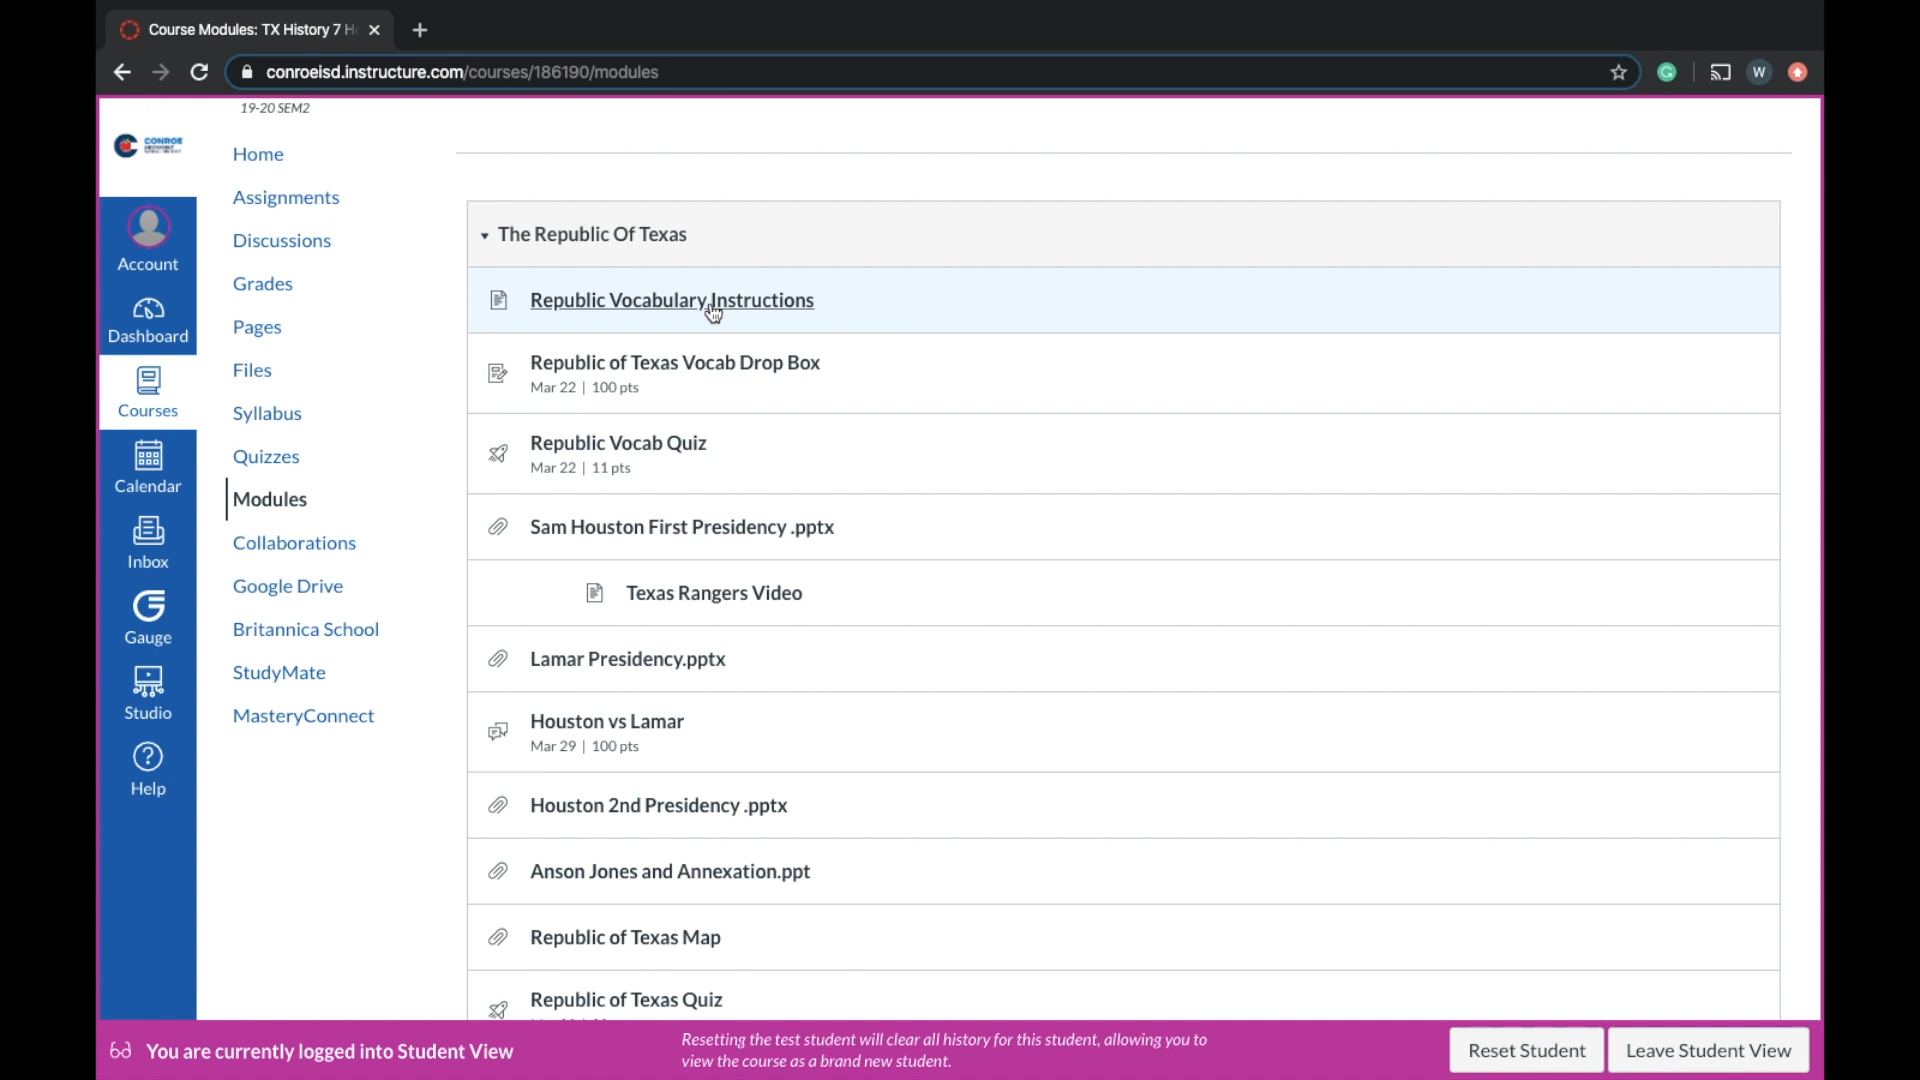 Course Modules: TX History 7 H
conroeisd.instructure.com/courses/186190/modules
W
19-20 SEM2
CONROE
Home
Assignments
Discussions
Grades
Pages
Files
Syllabus
Quizzes
Modules
Collaborations
Google Drive
Britannica School
StudyMate
MasteryConnect
Account
Dashboard
Courses
Calendar
Inbox
Gauge
Studio
Help
The Republic Of Texas
Republic Vocabulary Instructions
Republic of Texas Vocab Drop Box
Mar 22 | 100 pts
Republic Vocab Quiz
Mar 22 | 11 pts
Sam Houston First Presidency .pptx
Texas Rangers Video
Lamar Presidency.pptx
Houston vs Lamar
Mar 29 | 100 pts
Houston 2nd Presidency .pptx
Anson Jones and Annexation.ppt
Republic of Texas Map
Republic of Texas Quiz
You are currently logged into Student View
Resetting the test student will clear all history for this student, allowing you to
view the course as a brand new student.
Reset Student
Leave Student View